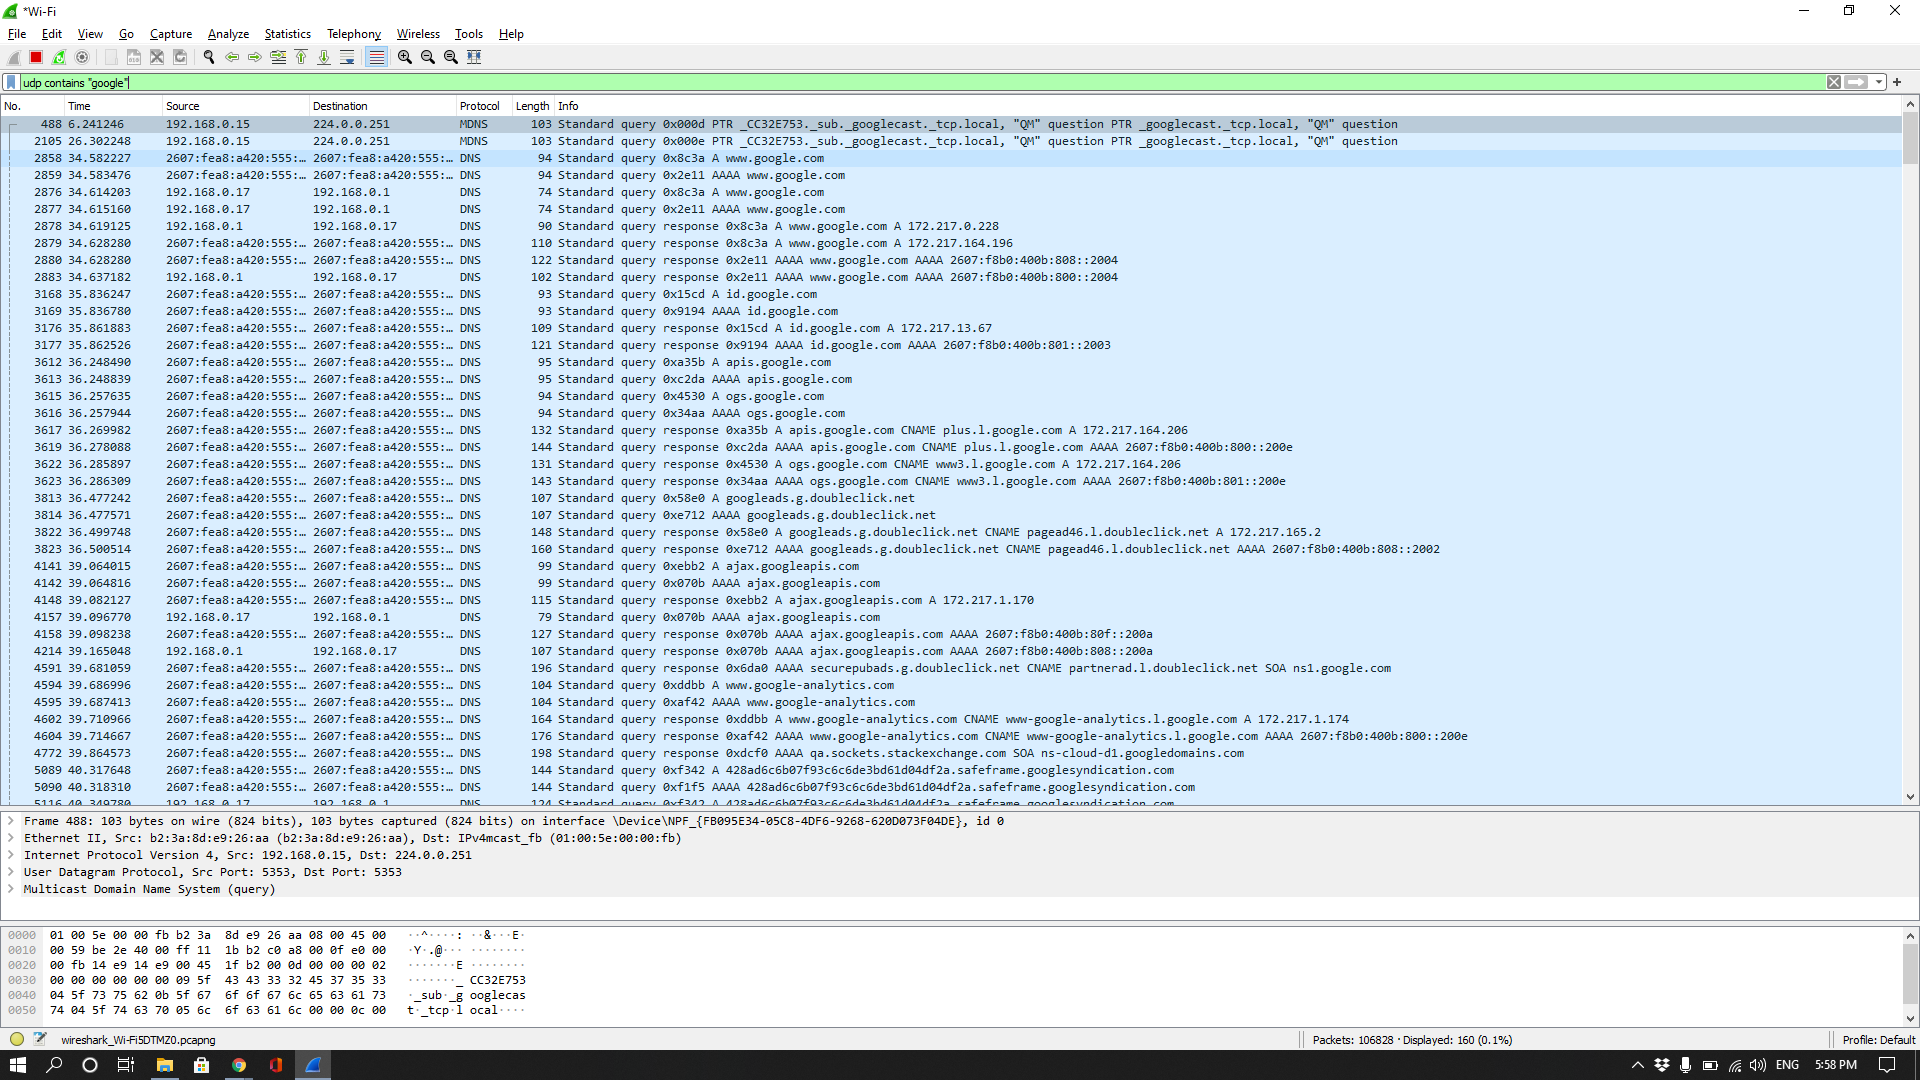 *Wi-Fi
File Edit View Go Capture Analyze Statistics Telephony Wireless Tools Help
udp contains "google"
No. Time Source Destination Protocol Length Info
488 6.241246 192.168.0.15 224.0.0.251 MDNS 103 Standard query 0x000d PTR _CC32E753._sub._googlecast._tcp.local, "QM" question PTR _googlecast._tcp.local, "QM" question
2105 26.302248 192.168.0.15 224.0.0.251 MDNS 103 Standard query 0x000e PTR _CC32E753._sub._googlecast._tcp.local, "QM" question PTR _googlecast._tcp.local, "QM" question
2858 34.582227 2607:fea8:a420:555:… 2607:fea8:a420:555:… DNS 94 Standard query 0x8c3a A www.google.com
2859 34.583476 2607:fea8:a420:555:… 2607:fea8:a420:555:… DNS 94 Standard query 0x2e11 AAAA www.google.com
2876 34.614203 192.168.0.17 192.168.0.1 DNS 74 Standard query 0x8c3a A www.google.com
2877 34.615160 192.168.0.17 192.168.0.1 DNS 74 Standard query 0x2e11 AAAA www.google.com
2878 34.619125 192.168.0.1 192.168.0.17 DNS 90 Standard query response 0x8c3a A www.google.com A 172.217.0.228
2879 34.628280 2607:fea8:a420:555:… 2607:fea8:a420:555:… DNS 110 Standard query response 0x8c3a A www.google.com A 172.217.164.196
2880 34.628280 2607:fea8:a420:555:… 2607:fea8:a420:555:… DNS 122 Standard query response 0x2e11 AAAA www.google.com AAAA 2607:f8b0:400b:808::2004
2883 34.637182 192.168.0.1 192.168.0.17 DNS 102 Standard query response 0x2e11 AAAA www.google.com AAAA 2607:f8b0:400b:800::2004
3168 35.836247 2607:fea8:a420:555:… 2607:fea8:a420:555:… DNS 93 Standard query 0x15cd A id.google.com
3169 35.836780 2607:fea8:a420:555:… 2607:fea8:a420:555:… DNS 93 Standard query 0x9194 AAAA id.google.com
3176 35.861883 2607:fea8:a420:555:… 2607:fea8:a420:555:… DNS 109 Standard query response 0x15cd A id.google.com A 172.217.13.67
3177 35.862526 2607:fea8:a420:555:… 2607:fea8:a420:555:… DNS 121 Standard query response 0x9194 AAAA id.google.com AAAA 2607:f8b0:400b:801::2003
3612 36.248490 2607:fea8:a420:555:… 2607:fea8:a420:555:… DNS 95 Standard query 0xa35b A apis.google.com
3613 36.248839 2607:fea8:a420:555:… 2607:fea8:a420:555:… DNS 95 Standard query 0xc2da AAAA apis.google.com
3615 36.257635 2607:fea8:a420:555:… 2607:fea8:a420:555:… DNS 94 Standard query 0x4530 A ogs.google.com
3616 36.257944 2607:fea8:a420:555:… 2607:fea8:a420:555:… DNS 94 Standard query 0x34aa AAAA ogs.google.com
3617 36.269982 2607:fea8:a420:555:… 2607:fea8:a420:555:… DNS 132 Standard query response 0xa35b A apis.google.com CNAME plus.l.google.com A 172.217.164.206
3619 36.278088 2607:fea8:a420:555:… 2607:fea8:a420:555:… DNS 144 Standard query response 0xc2da AAAA apis.google.com CNAME plus.l.google.com AAAA 2607:f8b0:400b:800::200e
3622 36.285897 2607:fea8:a420:555:… 2607:fea8:a420:555:… DNS 131 Standard query response 0x4530 A ogs.google.com CNAME www3.l.google.com A 172.217.164.206
3623 36.286309 2607:fea8:a420:555:… 2607:fea8:a420:555:… DNS 143 Standard query response 0x34aa AAAA ogs.google.com CNAME www3.l.google.com AAAA 2607:f8b0:400b:801::200e
3813 36.477242 2607:fea8:a420:555:… 2607:fea8:a420:555:… DNS 107 Standard query 0x58e0 A googleads.g.doubleclick.net
3814 36.477571 2607:fea8:a420:555:… 2607:fea8:a420:555:… DNS 107 Standard query 0xe712 AAAA googleads.g.doubleclick.net
3822 36.499748 2607:fea8:a420:555:… 2607:fea8:a420:555:… DNS 148 Standard query response 0x58e0 A googleads.g.doubleclick.net CNAME pagead46.l.doubleclick.net A 172.217.165.2
3823 36.500514 2607:fea8:a420:555:… 2607:fea8:a420:555:… DNS 160 Standard query response 0xe712 AAAA googleads.g.doubleclick.net CNAME pagead46.l.doubleclick.net AAAA 2607:f8b0:400b:808::2002
4141 39.064015 2607:fea8:a420:555:… 2607:fea8:a420:555:… DNS 99 Standard query 0xebb2 A ajax.googleapis.com
4142 39.064816 2607:fea8:a420:555:… 2607:fea8:a420:555:… DNS 99 Standard query 0x070b AAAA ajax.googleapis.com
4148 39.082127 2607:fea8:a420:555:… 2607:fea8:a420:555:… DNS 115 Standard query response 0xebb2 A ajax.googleapis.com A 172.217.1.170
4157 39.096770 192.168.0.17 192.168.0.1 DNS 79 Standard query 0x070b AAAA ajax.googleapis.com
4158 39.098238 2607:fea8:a420:555:… 2607:fea8:a420:555:… DNS 127 Standard query response 0x070b AAAA ajax.googleapis.com AAAA 2607:f8b0:400b:80f::200a
4214 39.165048 192.168.0.1 192.168.0.17 DNS 107 Standard query response 0x070b AAAA ajax.googleapis.com AAAA 2607:f8b0:400b:808::200a
4591 39.681059 2607:fea8:a420:555:… 2607:fea8:a420:555:… DNS 196 Standard query response 0x6da0 AAAA securepubads.g.doubleclick.net CNAME partnerad.l.doubleclick.net SOA ns1.google.com
4594 39.686996 2607:fea8:a420:555:… 2607:fea8:a420:555:… DNS 104 Standard query 0xddbb A www.google-analytics.com
4595 39.687413 2607:fea8:a420:555:… 2607:fea8:a420:555:… DNS 104 Standard query 0xaf42 AAAA www.google-analytics.com
4602 39.710966 2607:fea8:a420:555:… 2607:fea8:a420:555:… DNS 164 Standard query response 0xddbb A www.google-analytics.com CNAME www-google-analytics.l.google.com A 172.217.1.174
4604 39.714667 2607:fea8:a420:555:… 2607:fea8:a420:555:… DNS 176 Standard query response 0xaf42 AAAA www.google-analytics.com CNAME www-google-analytics.l.google.com AAAA 2607:f8b0:400b:800::200e
4772 39.864573 2607:fea8:a420:555:… 2607:fea8:a420:555:… DNS 198 Standard query response 0xdcf0 AAAA qa.sockets.stackexchange.com SOA ns-cloud-d1.googledomains.com
5089 40.317648 2607:fea8:a420:555:… 2607:fea8:a420:555:… DNS 144 Standard query 0xf342 A 428ad6c6b07f93c6c6de3bd61d04df2a.safeframe.googlesyndication.com
5090 40.318310 2607:fea8:a420:555:… 2607:fea8:a420:555:… DNS 144 Standard query 0xf1f5 AAAA 428ad6c6b07f93c6c6de3bd61d04df2a.safeframe.googlesyndication.com
5116 40.349780 192.168.0.17 192.168.0.1 DNS 124 Standard query 0xf342 A 428ad6c6b07f93c6c6de3bd61d04df2a.safeframe.googlesyndication.com
Frame 488: 103 bytes on wire (824 bits), 103 bytes captured (824 bits) on interface \Device\NPF_{FB095E34-05C8-4DF6-9268-620D073F04DE}, id 0
Ethernet II, Src: b2:3a:8d:e9:26:aa (b2:3a:8d:e9:26:aa), Dst: IPv4mcast_fb (01:00:5e:00:00:fb)
Internet Protocol Version 4, Src: 192.168.0.15, Dst: 224.0.0.251
User Datagram Protocol, Src Port: 5353, Dst Port: 5353
Multicast Domain Name System (query)
0000 01 00 5e 00 00 fb b2 3a 8d e9 26 aa 08 00 45 00 ··^····: ··&···E·
0010 00 59 be 2e 40 00 ff 11 1b b2 c0 a8 00 0f e0 00 ·Y·.@··· ········
0020 00 fb 14 e9 14 e9 00 45 1f b2 00 0d 00 00 00 02 ·······E ········
0030 00 00 00 00 00 00 09 5f 43 43 33 32 45 37 35 33 ·······_ CC32E753
0040 04 5f 73 75 62 0b 5f 67 6f 6f 67 6c 65 63 61 73 ·_sub·_g ooglecas
0050 74 04 5f 74 63 70 05 6c 6f 63 61 6c 00 00 0c 00 t·_tcp·l ocal····
wireshark_Wi-Fi5DTMZ0.pcapng Packets: 106828 · Displayed: 160 (0.1%) Profile: Default
ENG 5:58 PM